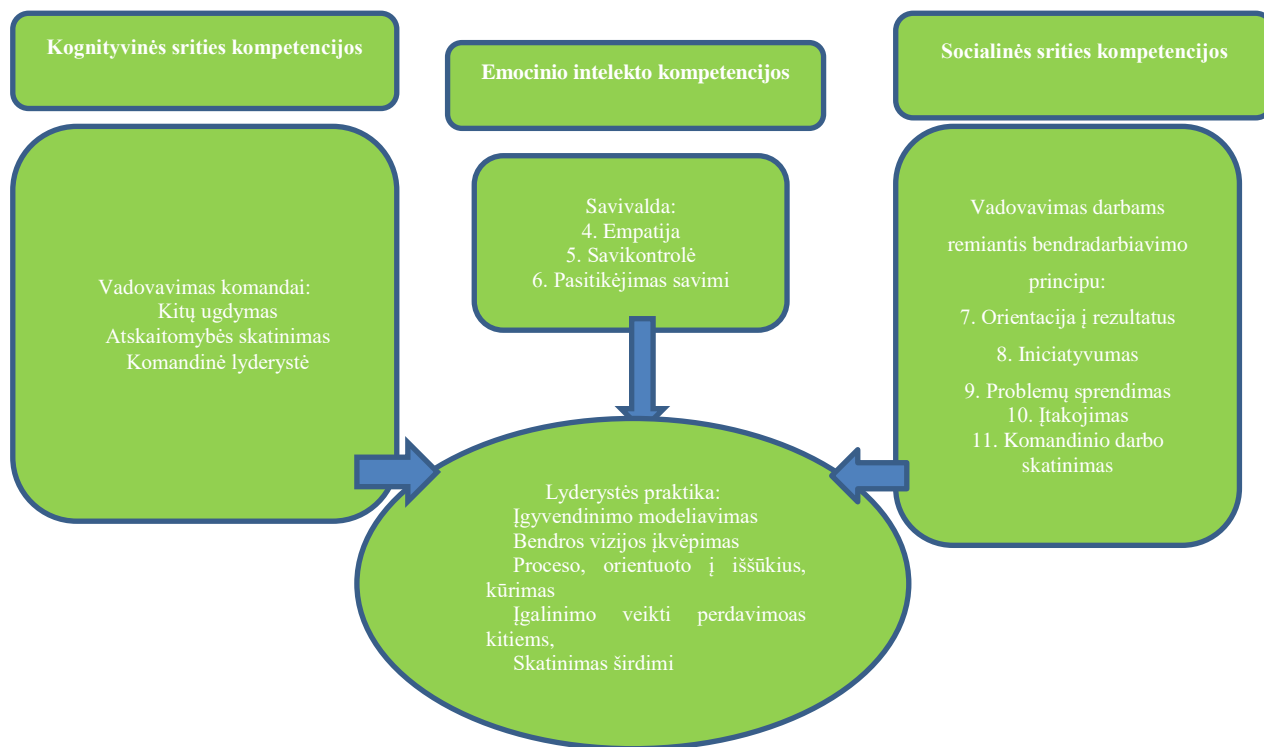 Kognityvinės srities kompetencijos
Emocinio intelekto kompetencijos
Socialinės srities kompetencijos
Vadovavimas komandai:
Kitų ugdymas
Atskaitomybės skatinimas
Komandinė lyderystė
Savivalda:
4. Empatija
5. Savikontrolė
6. Pasitikėjimas savimi
Vadovavimas darbams
remiantis bendradarbiavimo
principu:
7. Orientacija į rezultatus
8. Iniciatyvumas
9. Problemų sprendimas
10. Įtakojimas
11. Komandinio darbo
skatinimas
Lyderystės praktika:
Įgyvendinimo modeliavimas
Bendros vizijos įkvėpimas
Proceso, orientuoto į iššūkius,
kūrimas
Įgalinimo veikti perdavimoas
kitiems,
Skatinimas širdimi